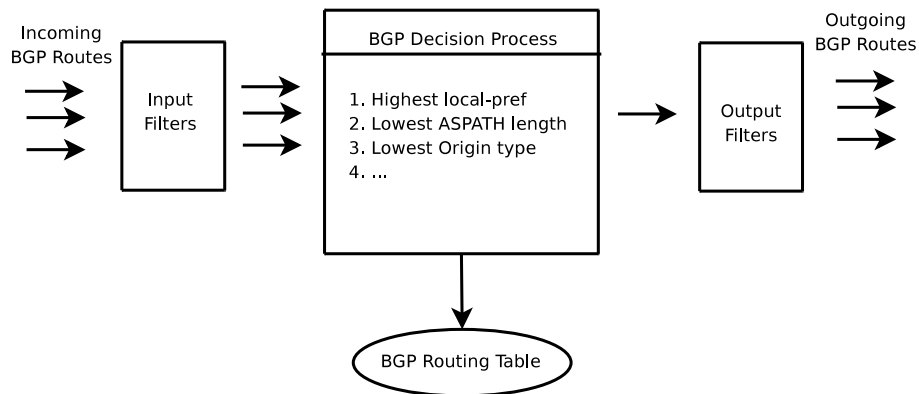 Incoming
BGP Routes
Input
Filters
BGP Decision Process
1. Highest local-pref
2. Lowest ASPATH length
3. Lowest Origin type
4. ...
BGP Routing Table
Output
Filters
Outgoing
BGP Routes